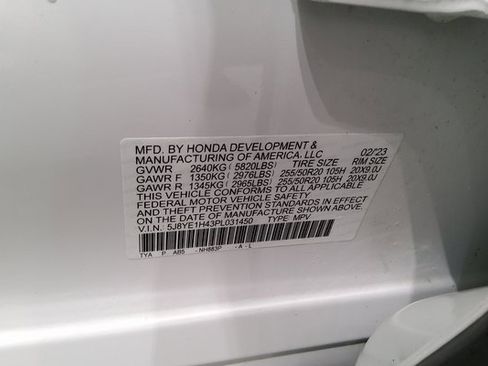 MFD. BY HONDA DEVELOPMENT & 02/23
MANUFACTURING OF AMERICA, LLC
GVWR 2640KG (5820LBS) TIRE SIZE RIM SIZE
GAWR F 1350KG (2976LBS) 255/50R20 105H 20X9.0J
GAWR R 1345KG (2965LBS) 255/50R20 105H 20X9.0J
THIS VEHICLE CONFORMS TO ALL APPLICABLE
FEDERAL MOTOR VEHICLE SAFETY
AND THEFT PREVENTION STANDARDS IN EFFECT
ON THE DATE OF MANUFACTURE SHOWN ABOVE.
V.I.N. 5J8YE1H43PL031450 TYPE: MPV
TYA P AB5 NH883P - A - L